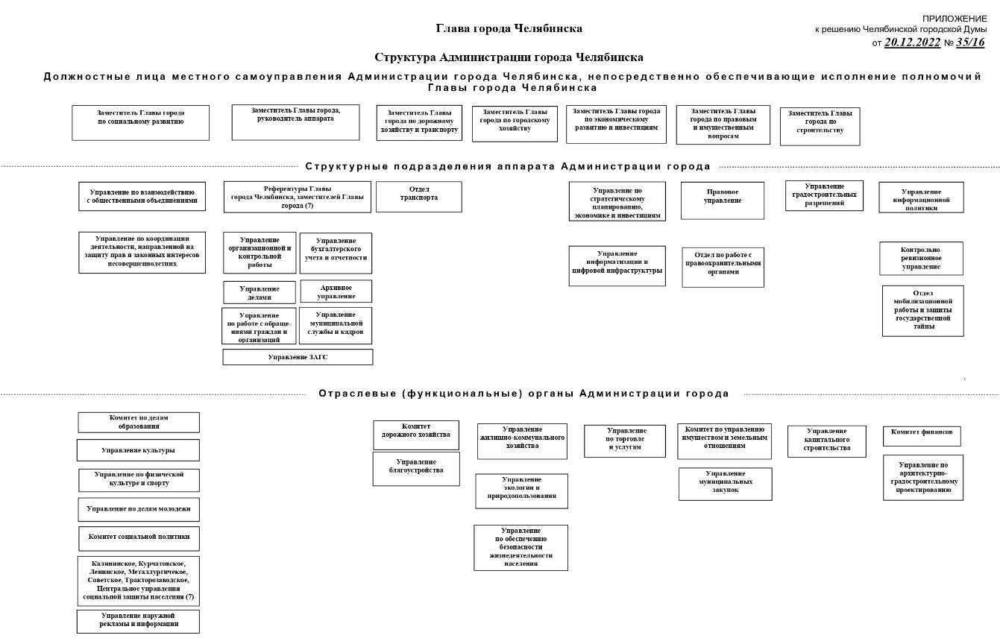 ПРИЛОЖЕНИЕ
к решению Челябинской городской Думы
от 20.12.2022 № 35/16
Глава города Челябинска
Структура Администрации города Челябинска
Должностные лица местного самоуправления Администрации города Челябинска, непосредственно обеспечивающие исполнение полномочий
Главы города Челябинска
Заместитель Главы города
по социальному развитию
Заместитель Главы города,
руководитель аппарата
Заместитель Главы
города по дорожному
хозяйству и транспорту
Заместитель Главы
города по городскому
хозяйству
Заместитель Главы города
по экономическому
развитию и инвестициям
Заместитель Главы
города по правовым
и имущественным
вопросам
Заместитель Главы
города по
строительству
Структурные подразделения аппарата Администрации города
Управление по взаимодействию
с общественными объединениями
Референтуры Главы
города Челябинска, заместителей Главы
города (7)
Отдел
транспорта
Управление по
стратегическому
планированию,
экономике и инвестициям
Правовое
управление
Управление
градостроительных
разрешений
Управление
информационной
политики
Управление по координации
деятельности, направленной на
защиту прав и законных интересов
несовершеннолетних
Управление
организационной и
контрольной
работы
Управление
бухгалтерского
учета и отчетности
Управление
информатизации и
цифровой инфраструктуры
Отдел по работе с
правоохранительными
органами
Контрольно-
ревизионное
управление
Управление
делами
Архивное
управление
Отдел
мобилизационной
работы и защиты
государственной
тайны
Управление
по работе с обраще-
ниями граждан и
организаций
Управление
муниципальной
службы и кадров
Управление ЗАГС
Отраслевые (функциональные) органы Администрации города
Комитет по делам
образования
Управление культуры
Управление по физической
культуре и спорту
Управление по делам молодежи
Комитет социальной политики
Калининское, Курчатовское,
Ленинское, Металлургичекое,
Советское, Тракторозаводское,
Центральное управления
социальной защиты населения (7)
Управление наружной
рекламы и информации
Комитет
дорожного хозяйства
Управление
благоустройства
Управление
жилищно-коммунального
хозяйства
Управление
экологии и
природопользования
Управление
по обеспечению
безопасности
жизнедеятельности
населения
Управление
по торговле
и услугам
Комитет по управлению
имуществом и земельным
отношениям
Управление
муниципальных
закупок
Управление
капитального
строительства
Комитет финансов
Управление по
архитектурно-
градостроительному
проектированию